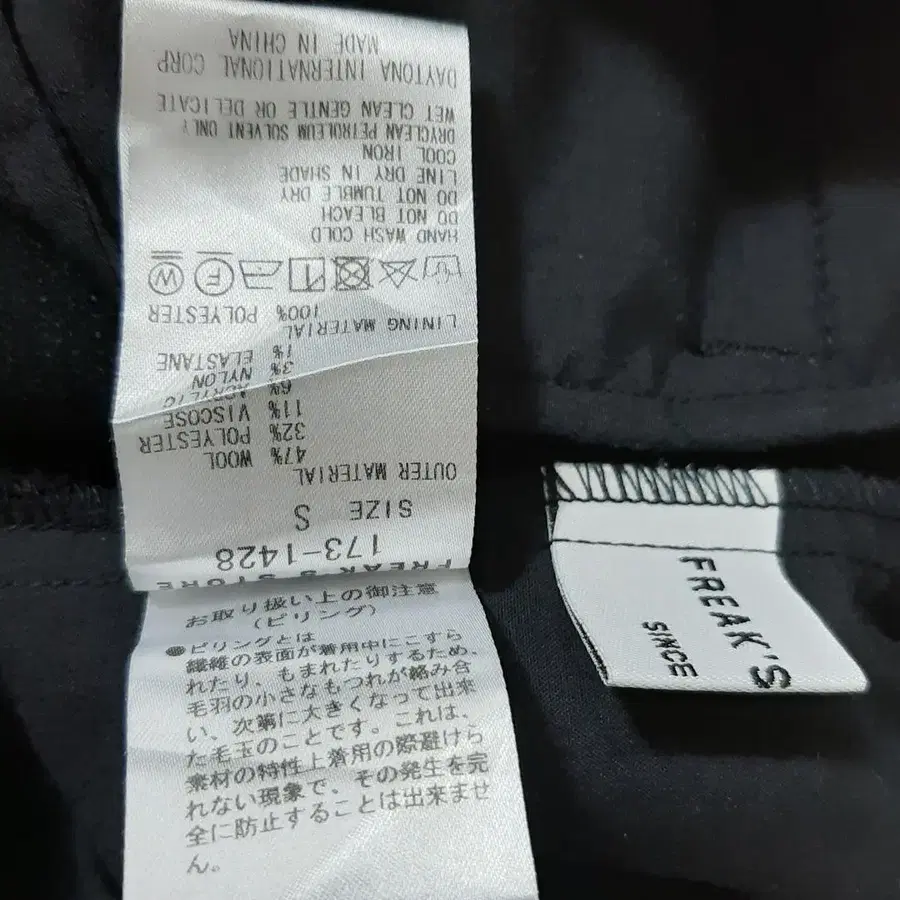 FREAK'S STORE
173-1428
SIZE S
OUTER MATERIAL
47% WOOL
32% POLYESTER
11% VISCOSE
6% ACRYLIC
3% NYLON
1% ELASTANE
LINING MATERIAL
100% POLYESTER
W F
HAND WASH COLD
DO NOT BLEACH
DO NOT TUMBLE DRY
LINE DRY IN SHADE
COOL IRON
DRYCLEAN PETROLEUM SOLVENT ONLY
WET CLEAN GENTLE OR DELICATE
DAYTONA INTERNATIONAL CORP
MADE IN CHINA
お取り扱い上の御注意
(ピリング)
●ピリングとは
繊維の表面が着用中にこすら
れたり、もまれたりするため、
毛羽の小さなもつれが絡み合
い、次第に大きくなって出来
た毛玉のことです。これは、
素材の特性上着用の際避けら
れない現象で、その発生を完
全に防止することは出来ませ
ん。
FREAK'S
SINCE